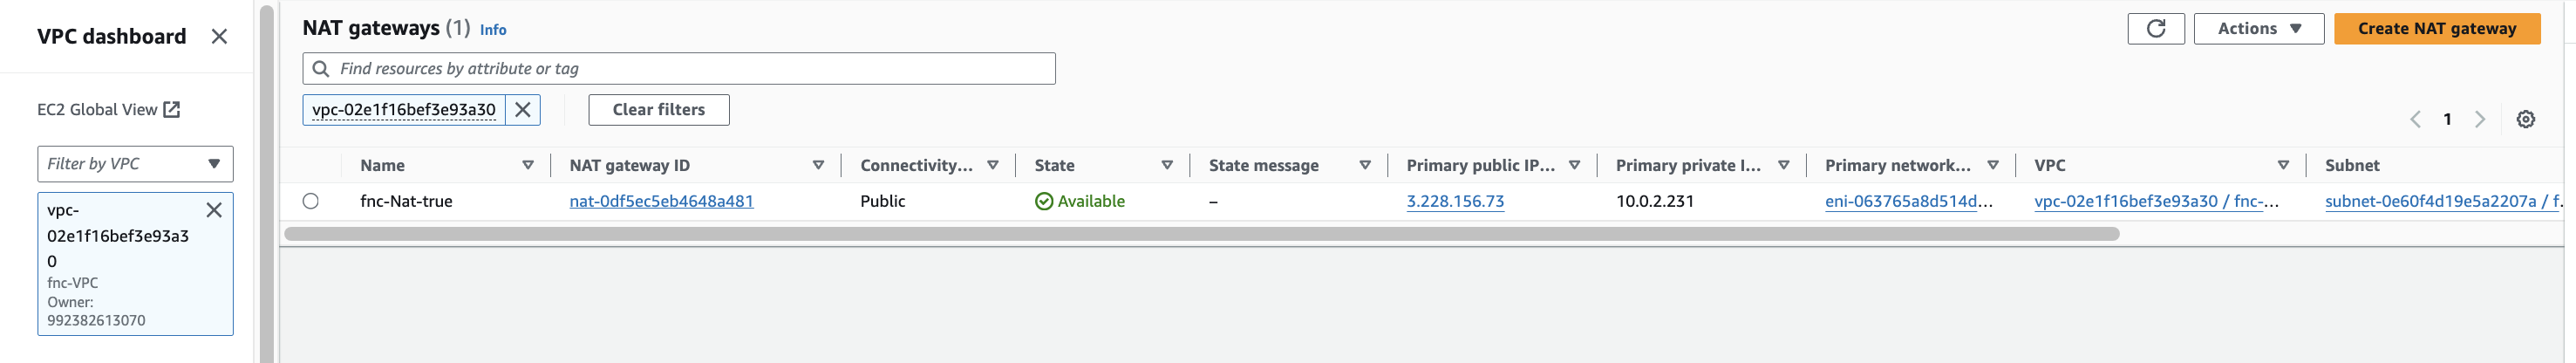 VPC dashboard
EC2 Global View
Filter by VPC
vpc-
02e1f16bef3e93a3
0
fnc-VPC
Owner:
992382613070
NAT gateways (1) Info
Actions
Create NAT gateway
Find resources by attribute or tag
vpc-02e1f16bef3e93a30
Clear filters
1
Name NAT gateway ID Connectivity... State State message Primary public IP... Primary private I... Primary network... VPC Subnet
fnc-Nat-true nat-0df5ec5eb4648a481 Public Available – 3.228.156.73 10.0.2.231 eni-063765a8d514d... vpc-02e1f16bef3e93a30 / fnc-... subnet-0e60f4d19e5a2207a / f